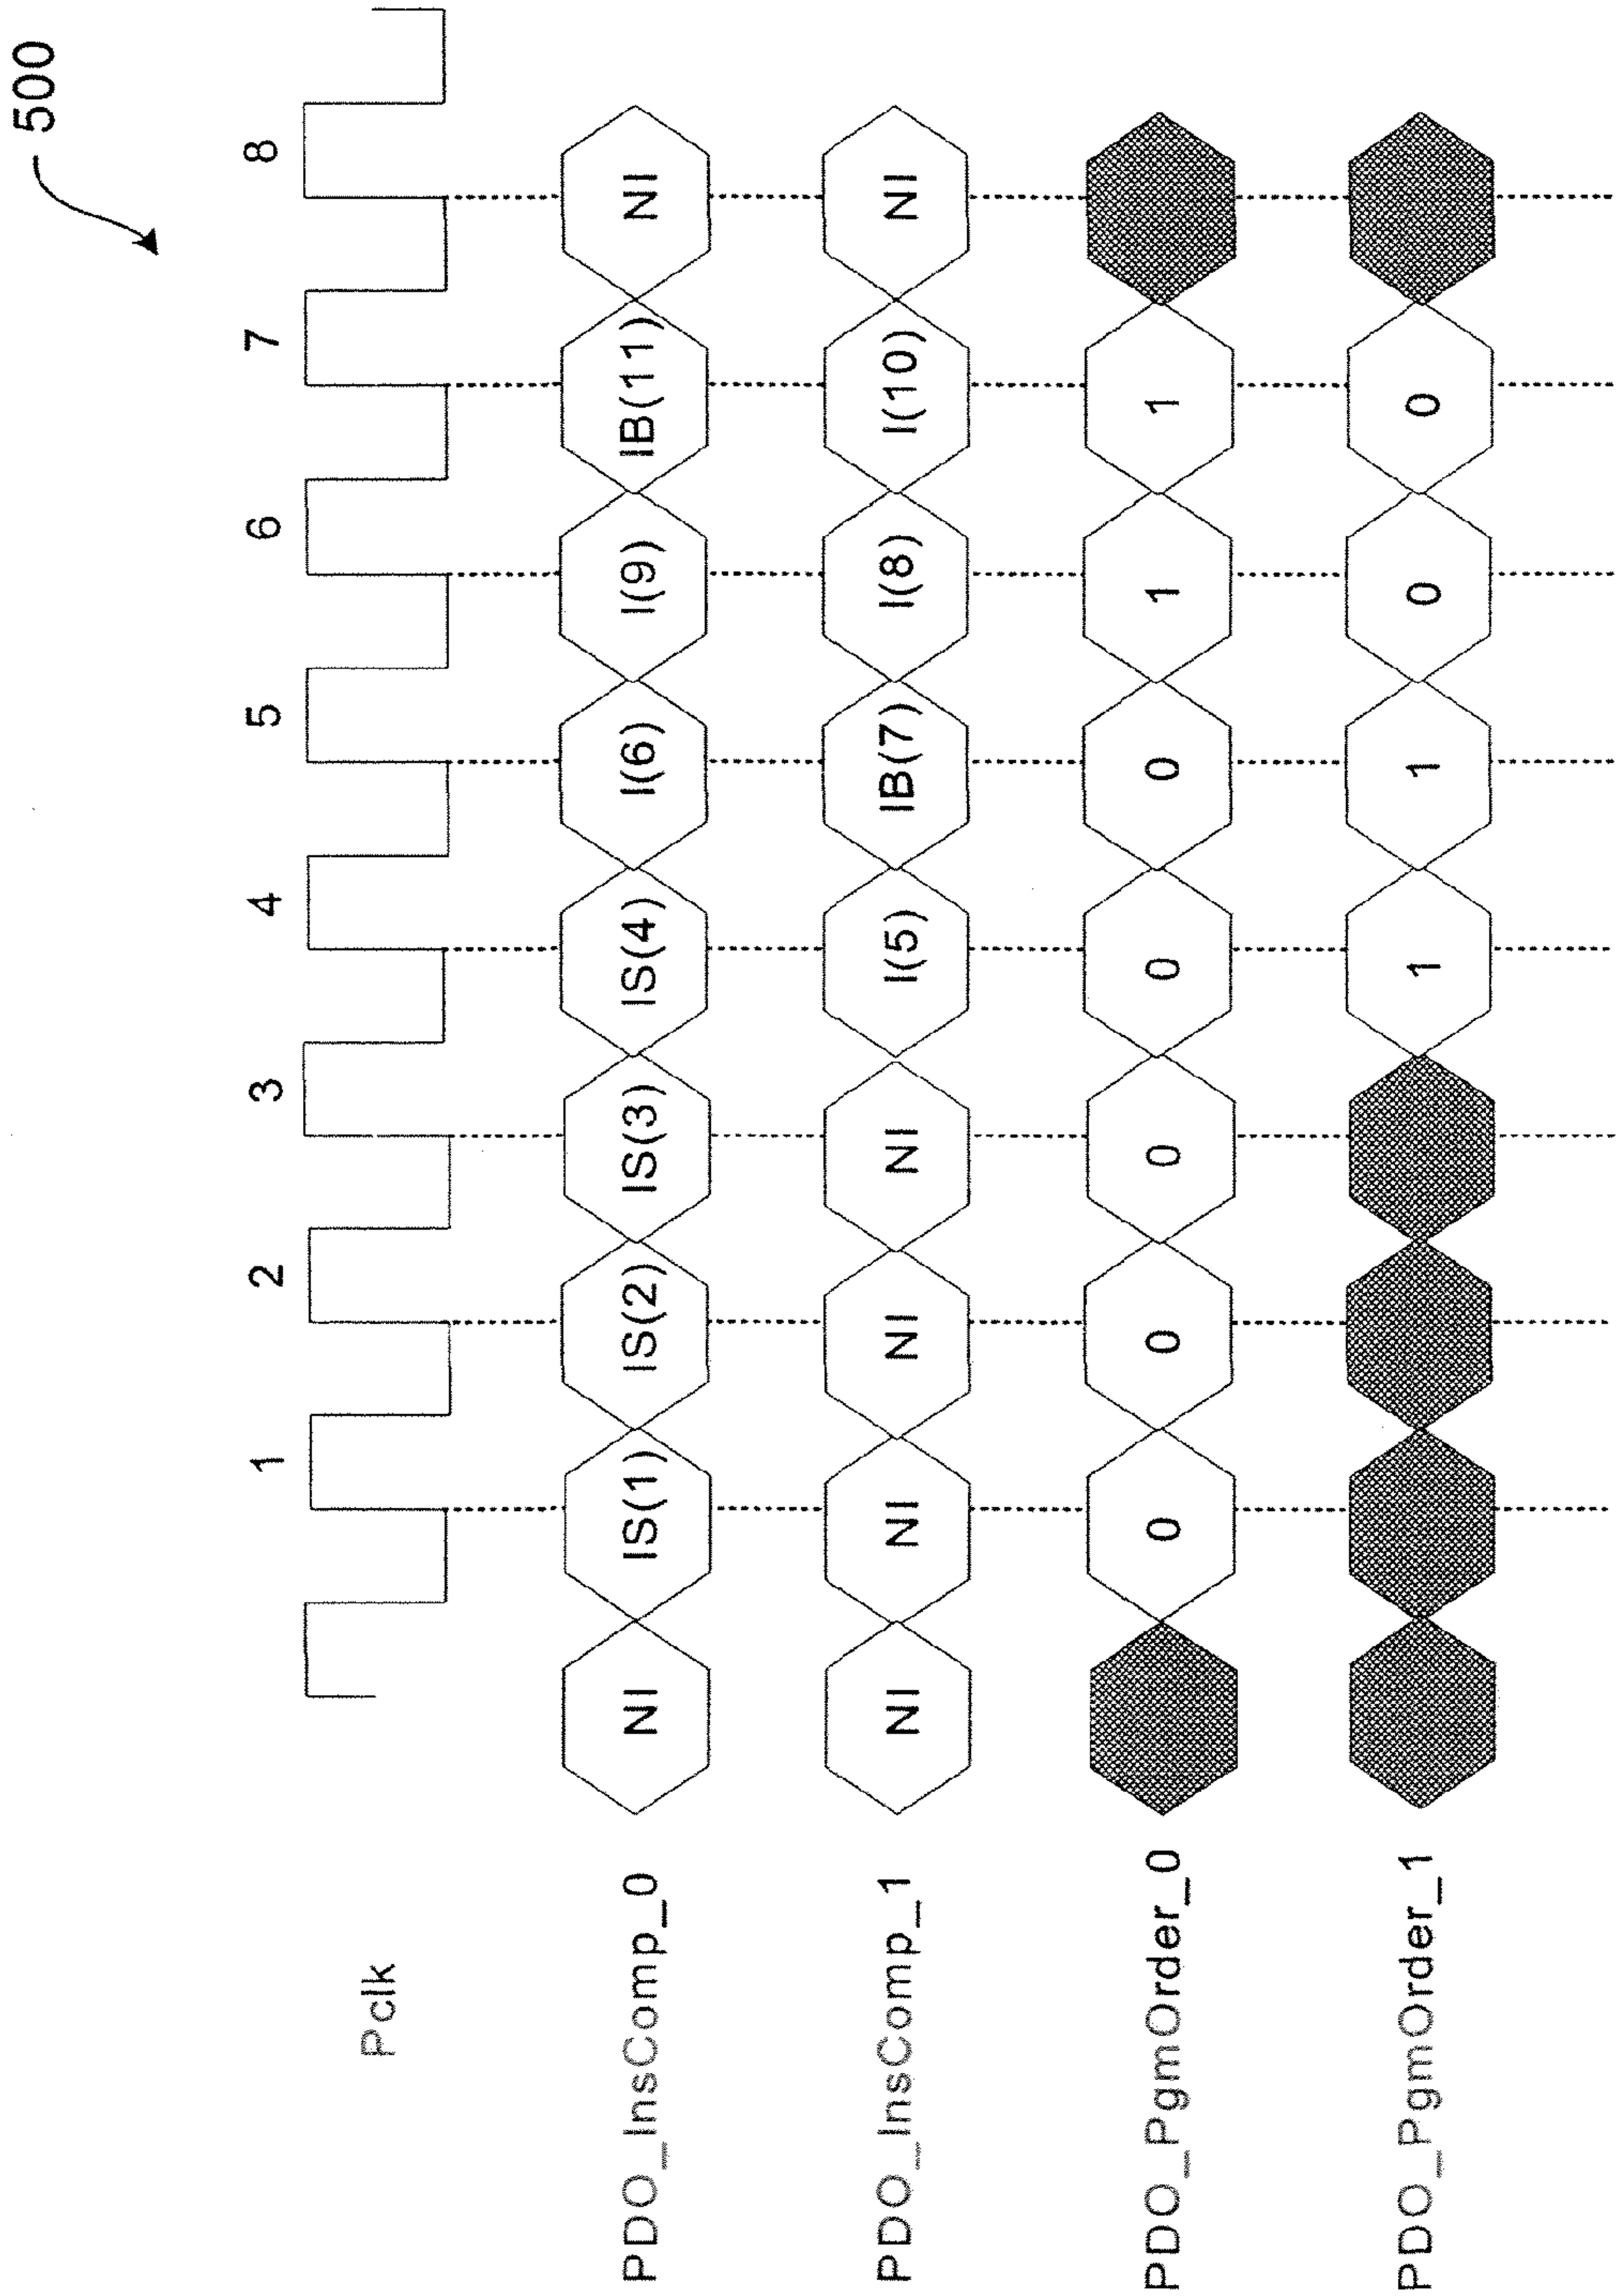 500
1 2 3 4 5 6 7 8
Pclk
PDO_InsComp_0 NI IS(1) IS(2) IS(3) IS(4) I(6) I(9) IB(11) NI
PDO_InsComp_1 NI NI NI NI I(5) IB(7) I(8) I(10) NI
PDO_PgmOrder_0 0 0 0 0 0 1 1
PDO_PgmOrder_1 1 1 0 0